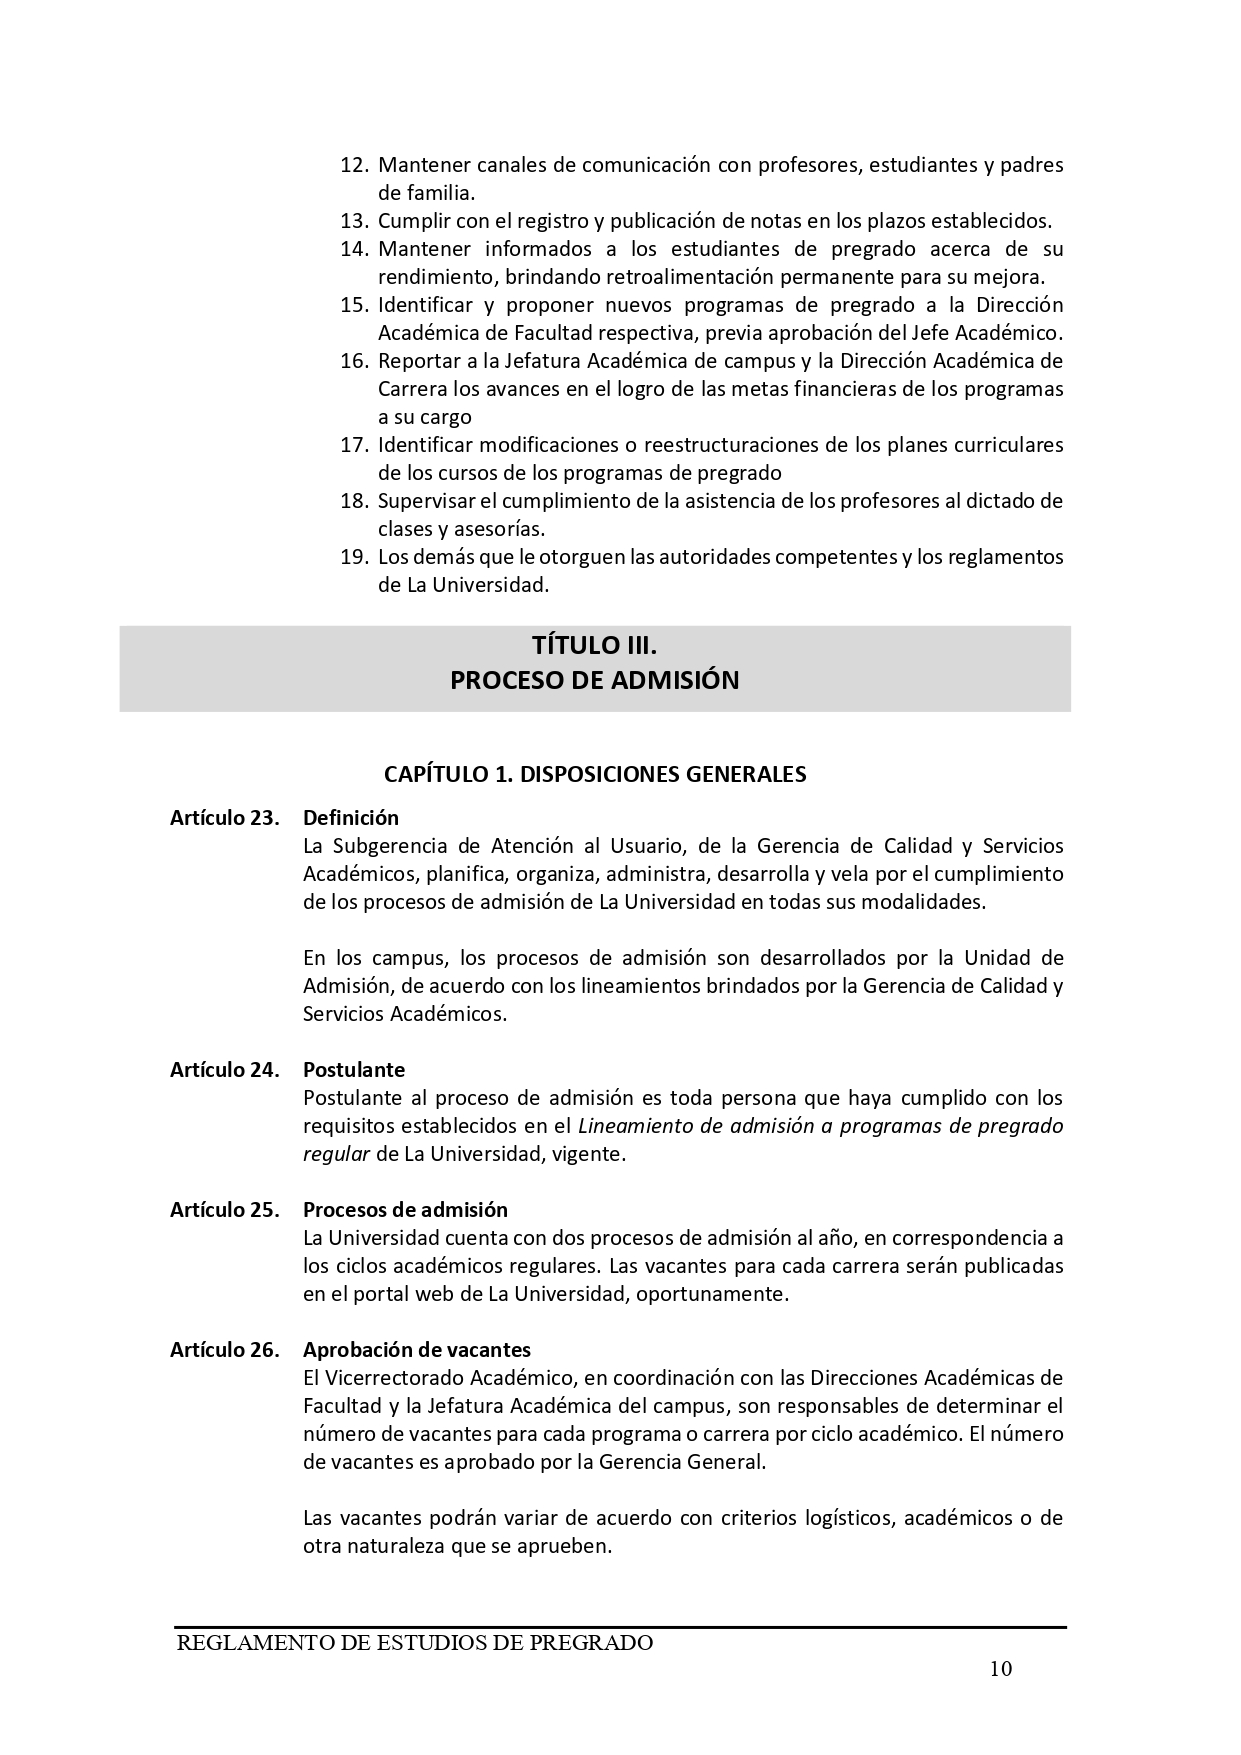 12. Mantener canales de comunicación con profesores, estudiantes y padres
de familia.
13. Cumplir con el registro y publicación de notas en los plazos establecidos.
14. Mantener informados a los estudiantes de pregrado acerca de su
rendimiento, brindando retroalimentación permanente para su mejora.
15. Identificar y proponer nuevos programas de pregrado a la Dirección
Académica de Facultad respectiva, previa aprobación del Jefe Académico.
16. Reportar a la Jefatura Académica de campus y la Dirección Académica de
Carrera los avances en el logro de las metas financieras de los programas
a su cargo
17. Identificar modificaciones o reestructuraciones de los planes curriculares
de los cursos de los programas de pregrado
18. Supervisar el cumplimiento de la asistencia de los profesores al dictado de
clases y asesorías.
19. Los demás que le otorguen las autoridades competentes y los reglamentos
de La Universidad.
TÍTULO III.
PROCESO DE ADMISIÓN
CAPÍTULO 1. DISPOSICIONES GENERALES
Artículo 23. Definición
La Subgerencia de Atención al Usuario, de la Gerencia de Calidad y Servicios
Académicos, planifica, organiza, administra, desarrolla y vela por el cumplimiento
de los procesos de admisión de La Universidad en todas sus modalidades.
En los campus, los procesos de admisión son desarrollados por la Unidad de
Admisión, de acuerdo con los lineamientos brindados por la Gerencia de Calidad y
Servicios Académicos.
Artículo 24. Postulante
Postulante al proceso de admisión es toda persona que haya cumplido con los
requisitos establecidos en el Lineamiento de admisión a programas de pregrado
regular de La Universidad, vigente.
Artículo 25. Procesos de admisión
La Universidad cuenta con dos procesos de admisión al año, en correspondencia a
los ciclos académicos regulares. Las vacantes para cada carrera serán publicadas
en el portal web de La Universidad, oportunamente.
Artículo 26. Aprobación de vacantes
El Vicerrectorado Académico, en coordinación con las Direcciones Académicas de
Facultad y la Jefatura Académica del campus, son responsables de determinar el
número de vacantes para cada programa o carrera por ciclo académico. El número
de vacantes es aprobado por la Gerencia General.
Las vacantes podrán variar de acuerdo con criterios logísticos, académicos o de
otra naturaleza que se aprueben.
REGLAMENTO DE ESTUDIOS DE PREGRADO
10